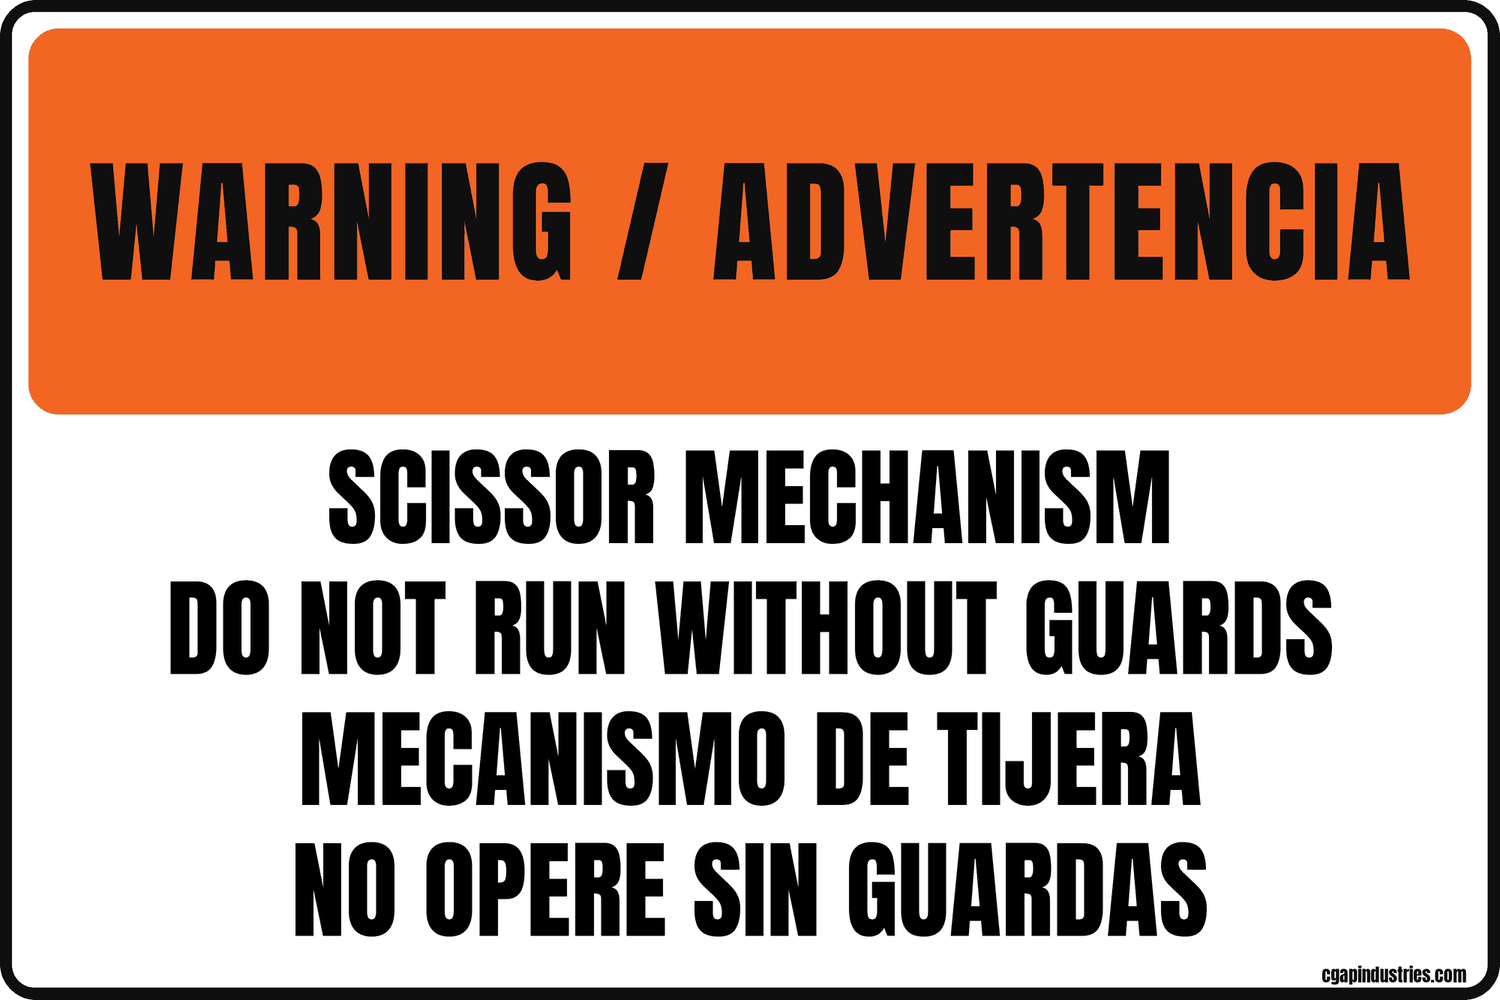 WARNING / ADVERTENCIA
SCISSOR MECHANISM
DO NOT RUN WITHOUT GUARDS
MECANISMO DE TIJERA
NO OPERE SIN GUARDAS
cgapindustries.com